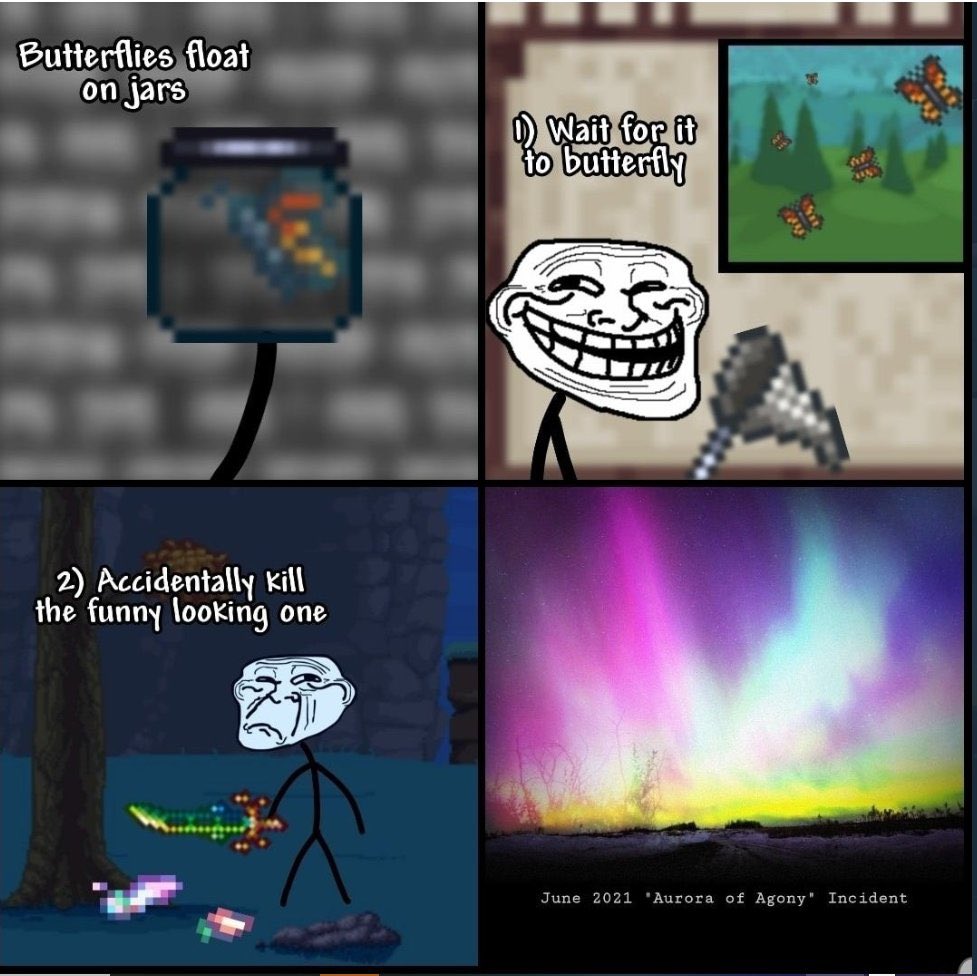 Butterflies float
on jars
1) Wait for it
to butterfly
2) Accidentally kill
the funny looking one
June 2021 "Aurora of Agony" Incident